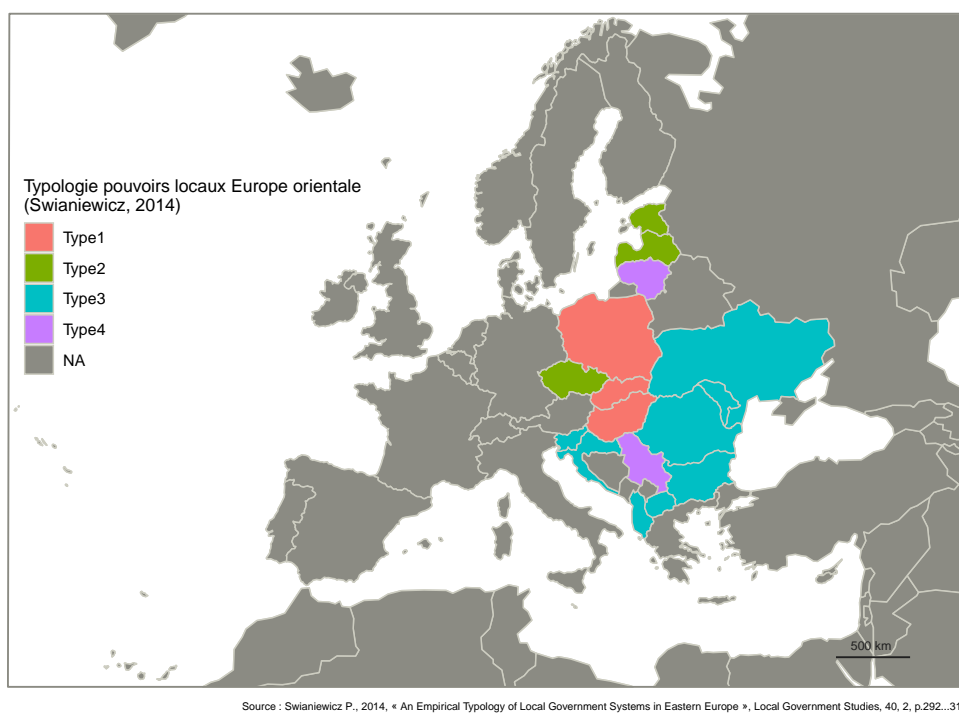 Typologie pouvoirs locaux Europe orientale
(Swianiewicz, 2014)
Type1
Type2
Type3
Type4
NA
500 km
Source : Swianiewicz P., 2014, « An Empirical Typology of Local Government Systems in Eastern Europe », Local Government Studies, 40, 2, p.292...31